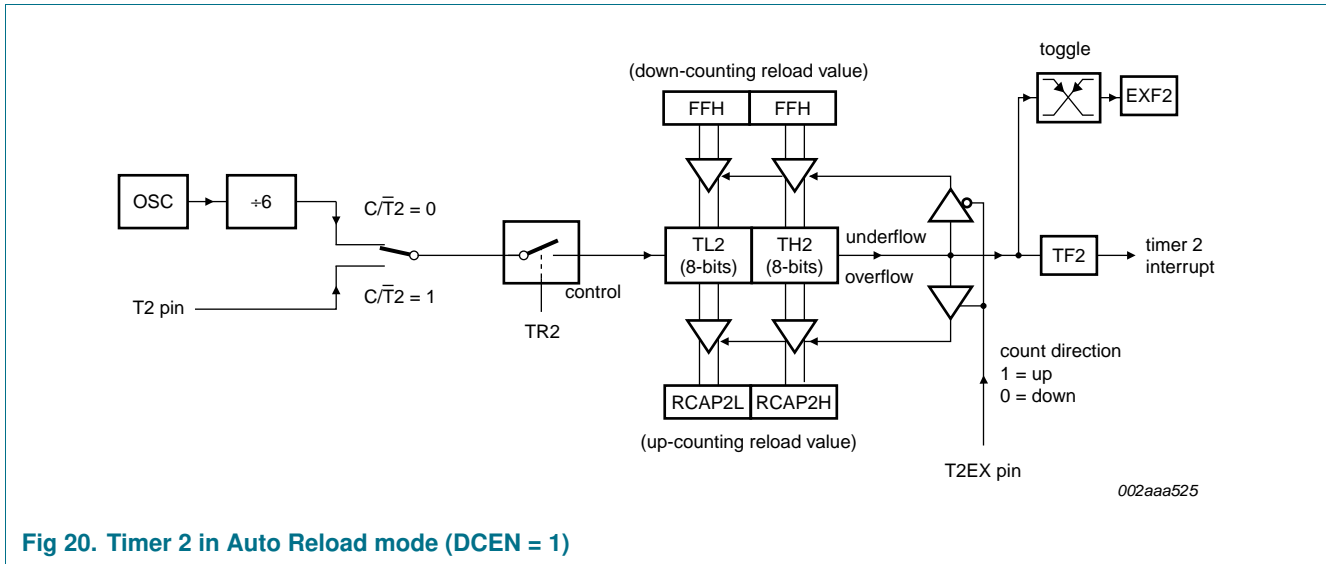 toggle
(down-counting reload value)
FFH FFH
EXF2
OSC
÷6
C/T̅2 = 0
TL2
(8-bits)
TH2
(8-bits)
underflow
overflow
TF2
timer 2
interrupt
C/T̅2 = 1
control
T2 pin
TR2
count direction
1 = up
0 = down
RCAP2L RCAP2H
(up-counting reload value)
T2EX pin
002aaa525
Fig 20. Timer 2 in Auto Reload mode (DCEN = 1)